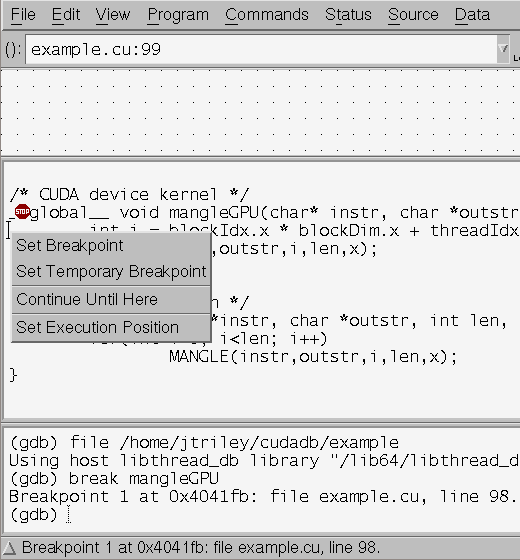 File Edit View Program Commands Status Source Data
(): example.cu:99
/* CUDA device kernel */
global__ void mangleGPU(char* instr, char *outstr
int i = blockIdx.x * blockDim.x + threadIdx
Set Breakpoint ,outstr,i,len,x);
Set Temporary Breakpoint
Continue Until Here */
Set Execution Position *instr, char *outstr, int len,
i<len; i++)
MANGLE(instr,outstr,i,len,x);
}
(gdb) file /home/jtriley/cudadb/example
Using host libthread_db library "/lib64/libthread_d
(gdb) break mangleGPU
Breakpoint 1 at 0x4041fb: file example.cu, line 98.
(gdb)
Breakpoint 1 at 0x4041fb: file example.cu, line 98.